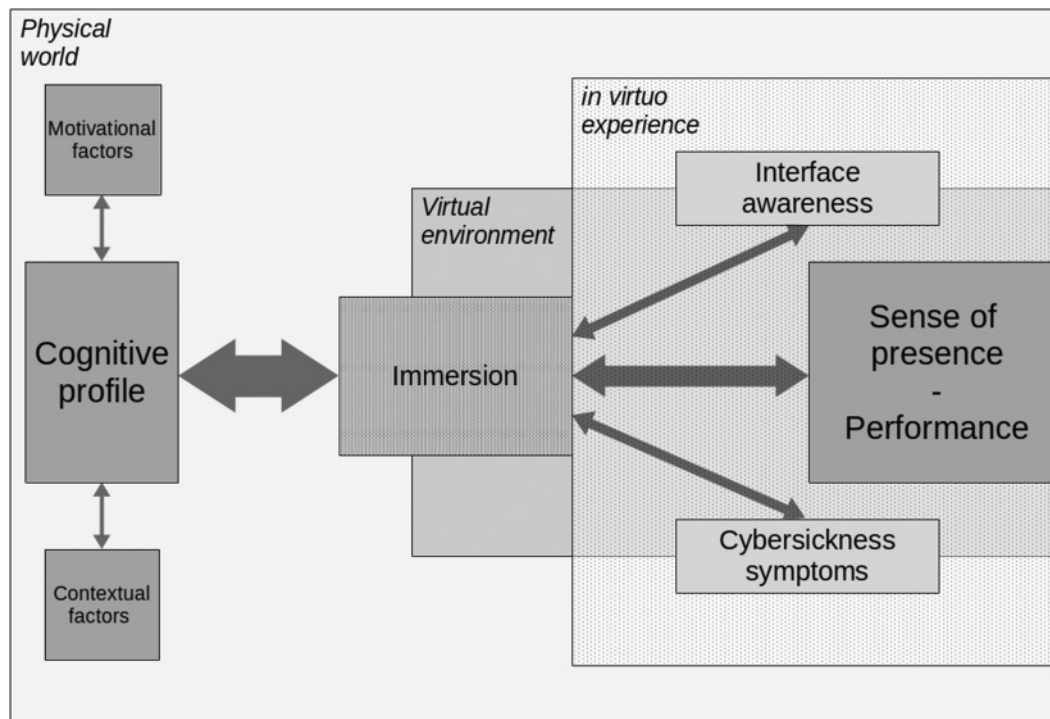 Physical
world
Motivational
factors
in virtuo
experience
Interface
awareness
Virtual
environment
Cognitive
profile
Immersion
Sense of
presence
-
Performance
Cybersickness
symptoms
Contextual
factors